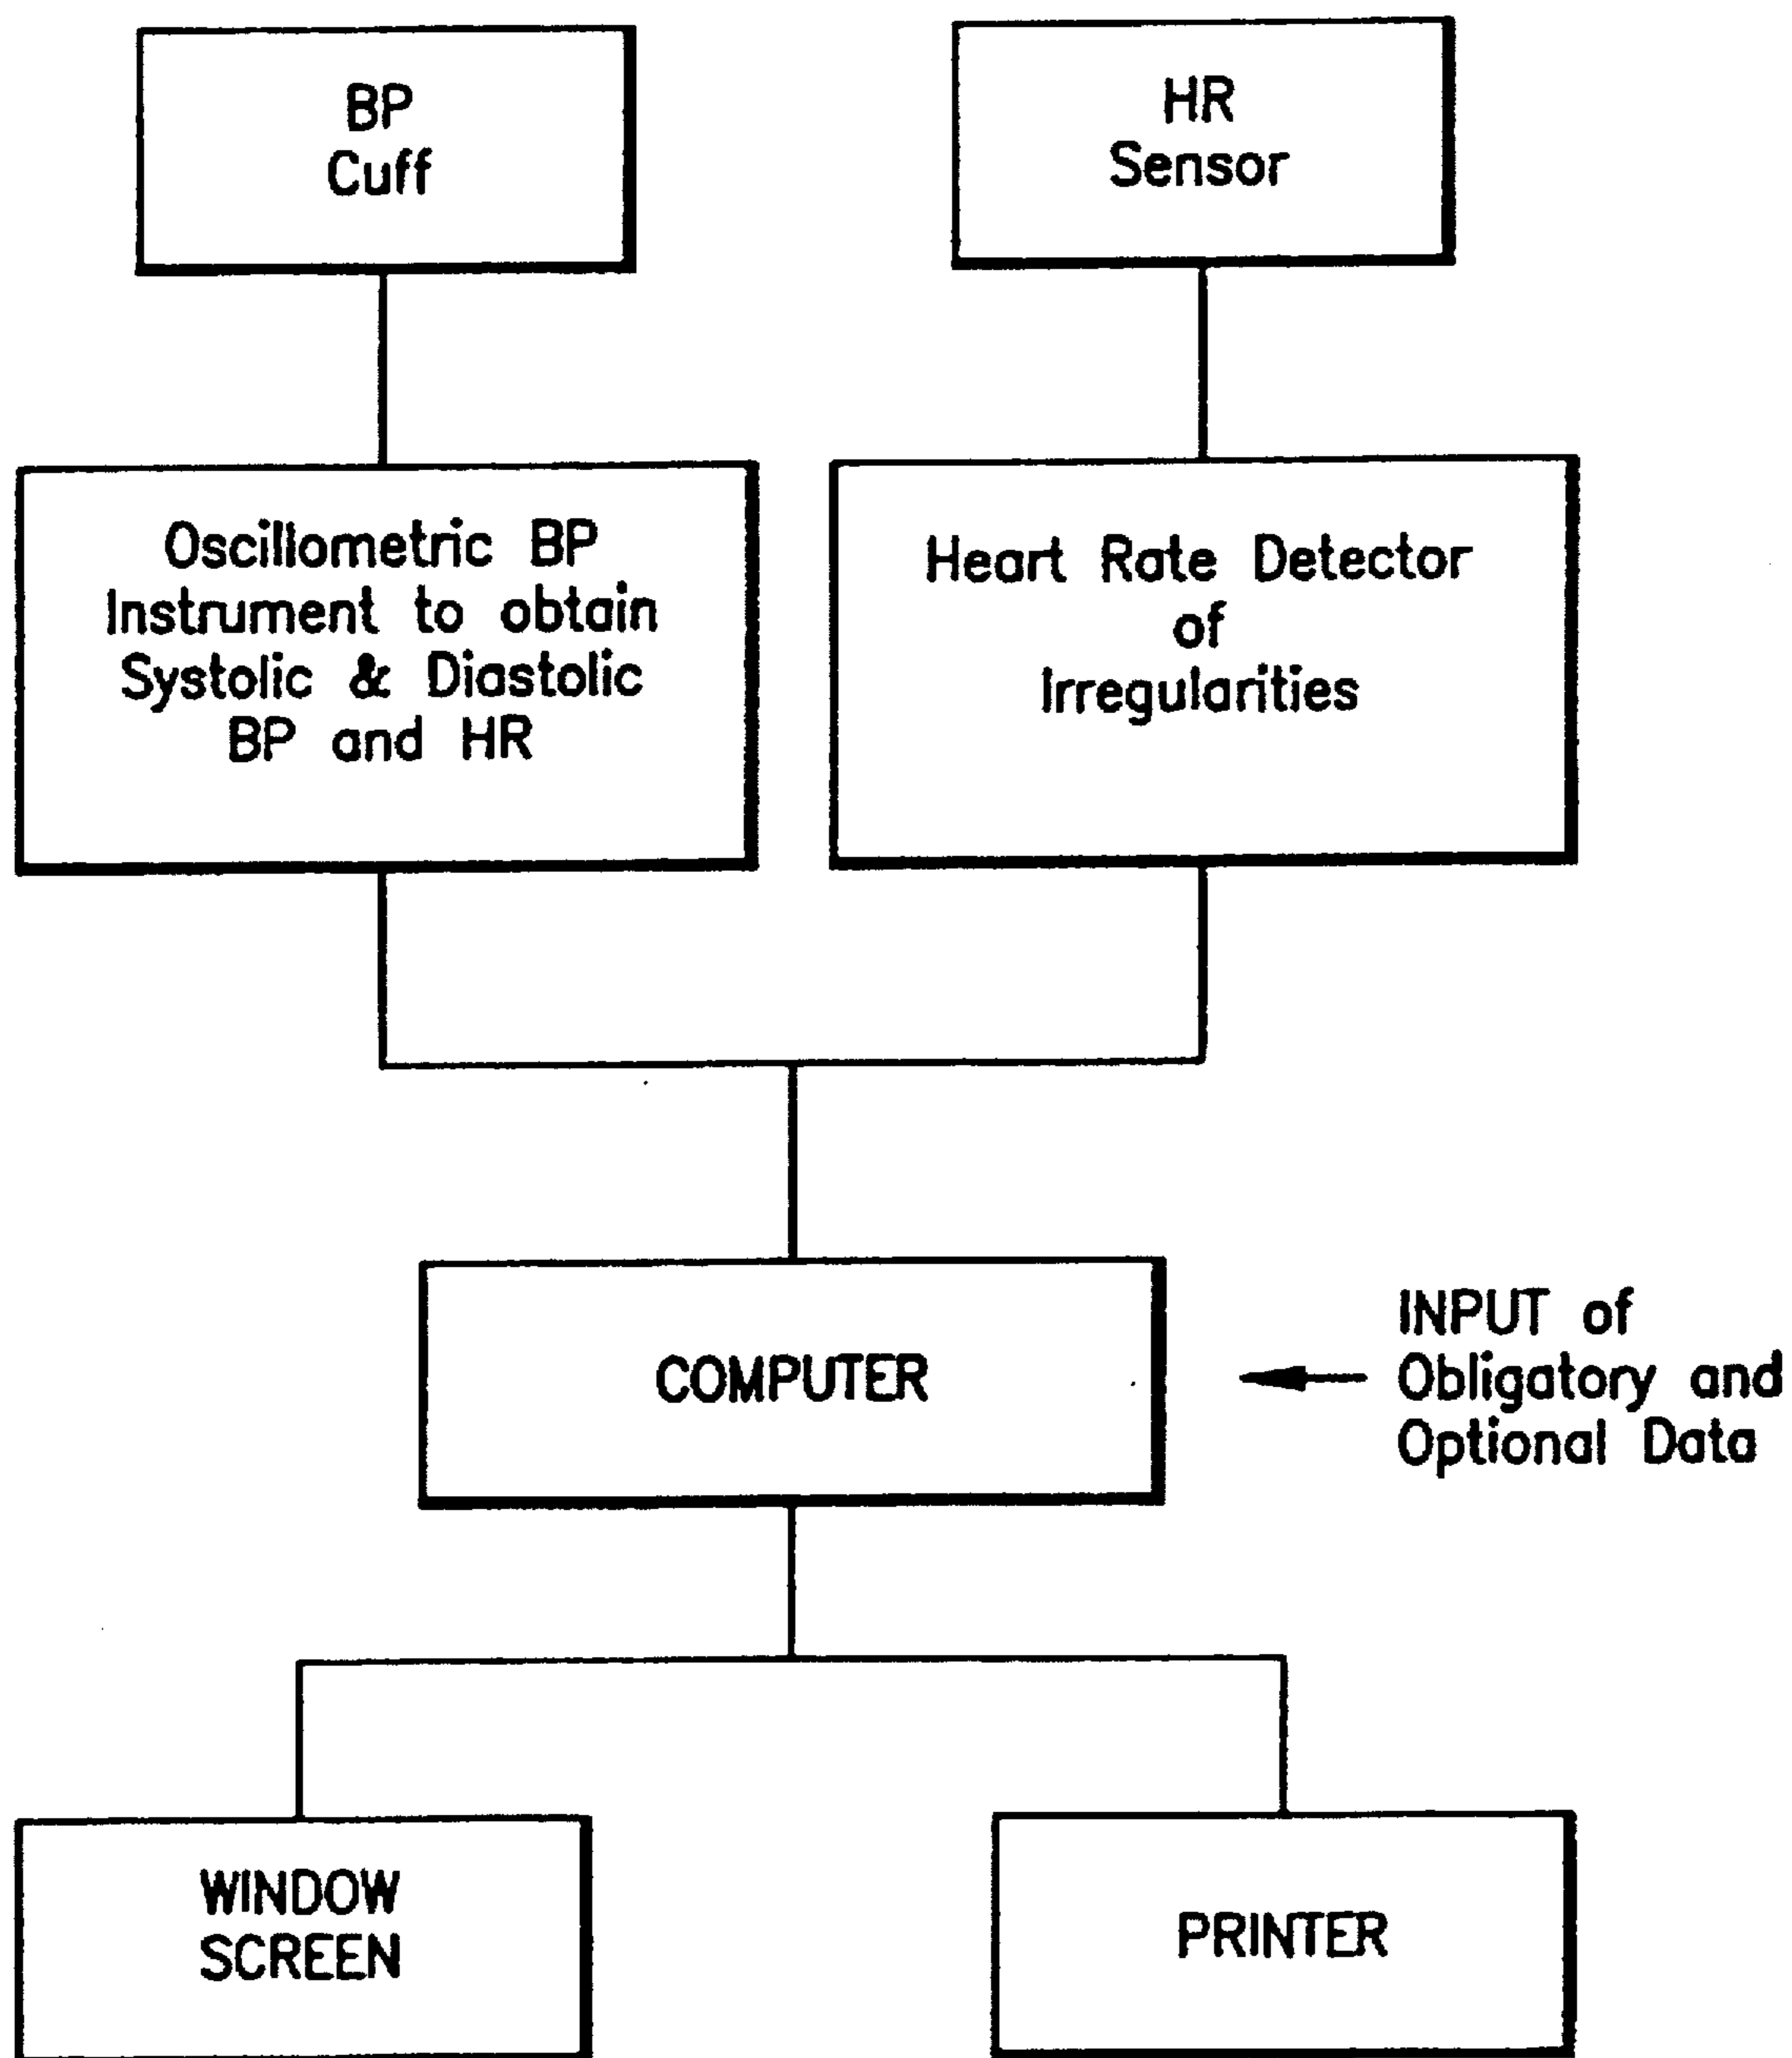 BP
Cuff
HR
Sensor
Oscillometric BP
Instrument to obtain
Systolic & Diastolic
BP and HR
Heart Rate Detector
of
Irregularities
COMPUTER
INPUT of
Obligatory and
Optional Data
WINDOW
SCREEN
PRINTER